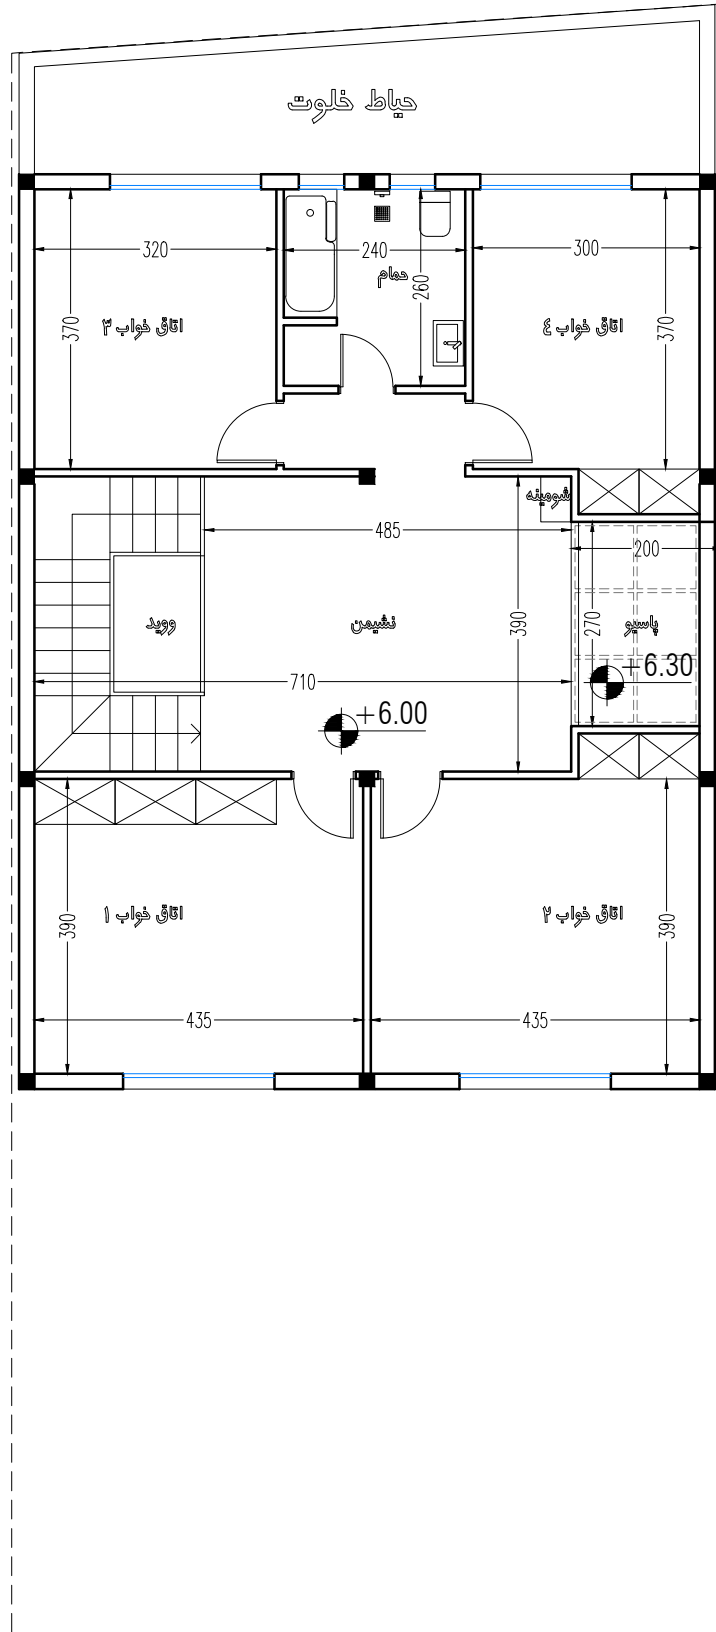 حیاط خلوت
320
240
300
حمام
260
370
اتاق خواب ۳
اتاق خواب ٤
370
شومینه
485
200
نشیمن
وويد
390
270
پاسیو
710
+6.30
+6.00
اتاق خواب ۱
اتاق خواب ۲
390
390
435
435